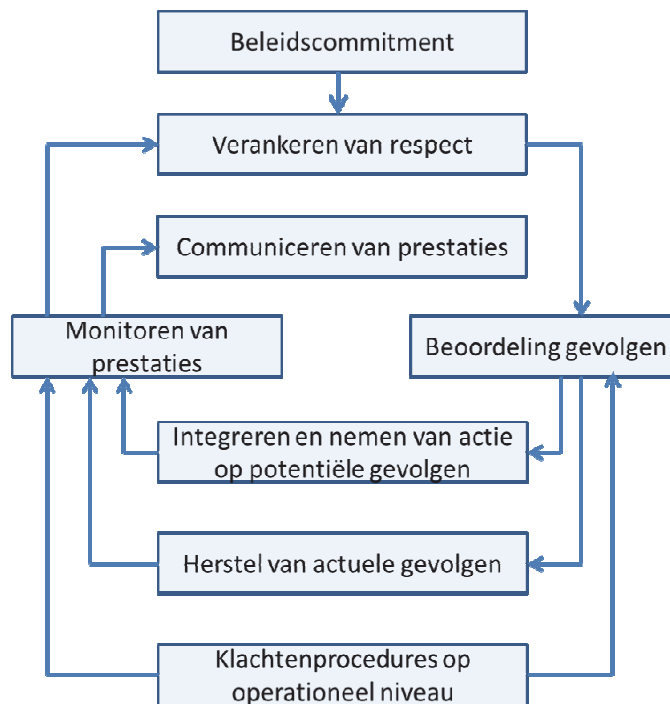 Beleidscommitment
Verankeren van respect
Communiceren van prestaties
Monitoren van
prestaties
Beoordeling gevolgen
Integreren en nemen van actie
op potentiële gevolgen
Herstel van actuele gevolgen
Klachtenprocedures op
operationeel niveau